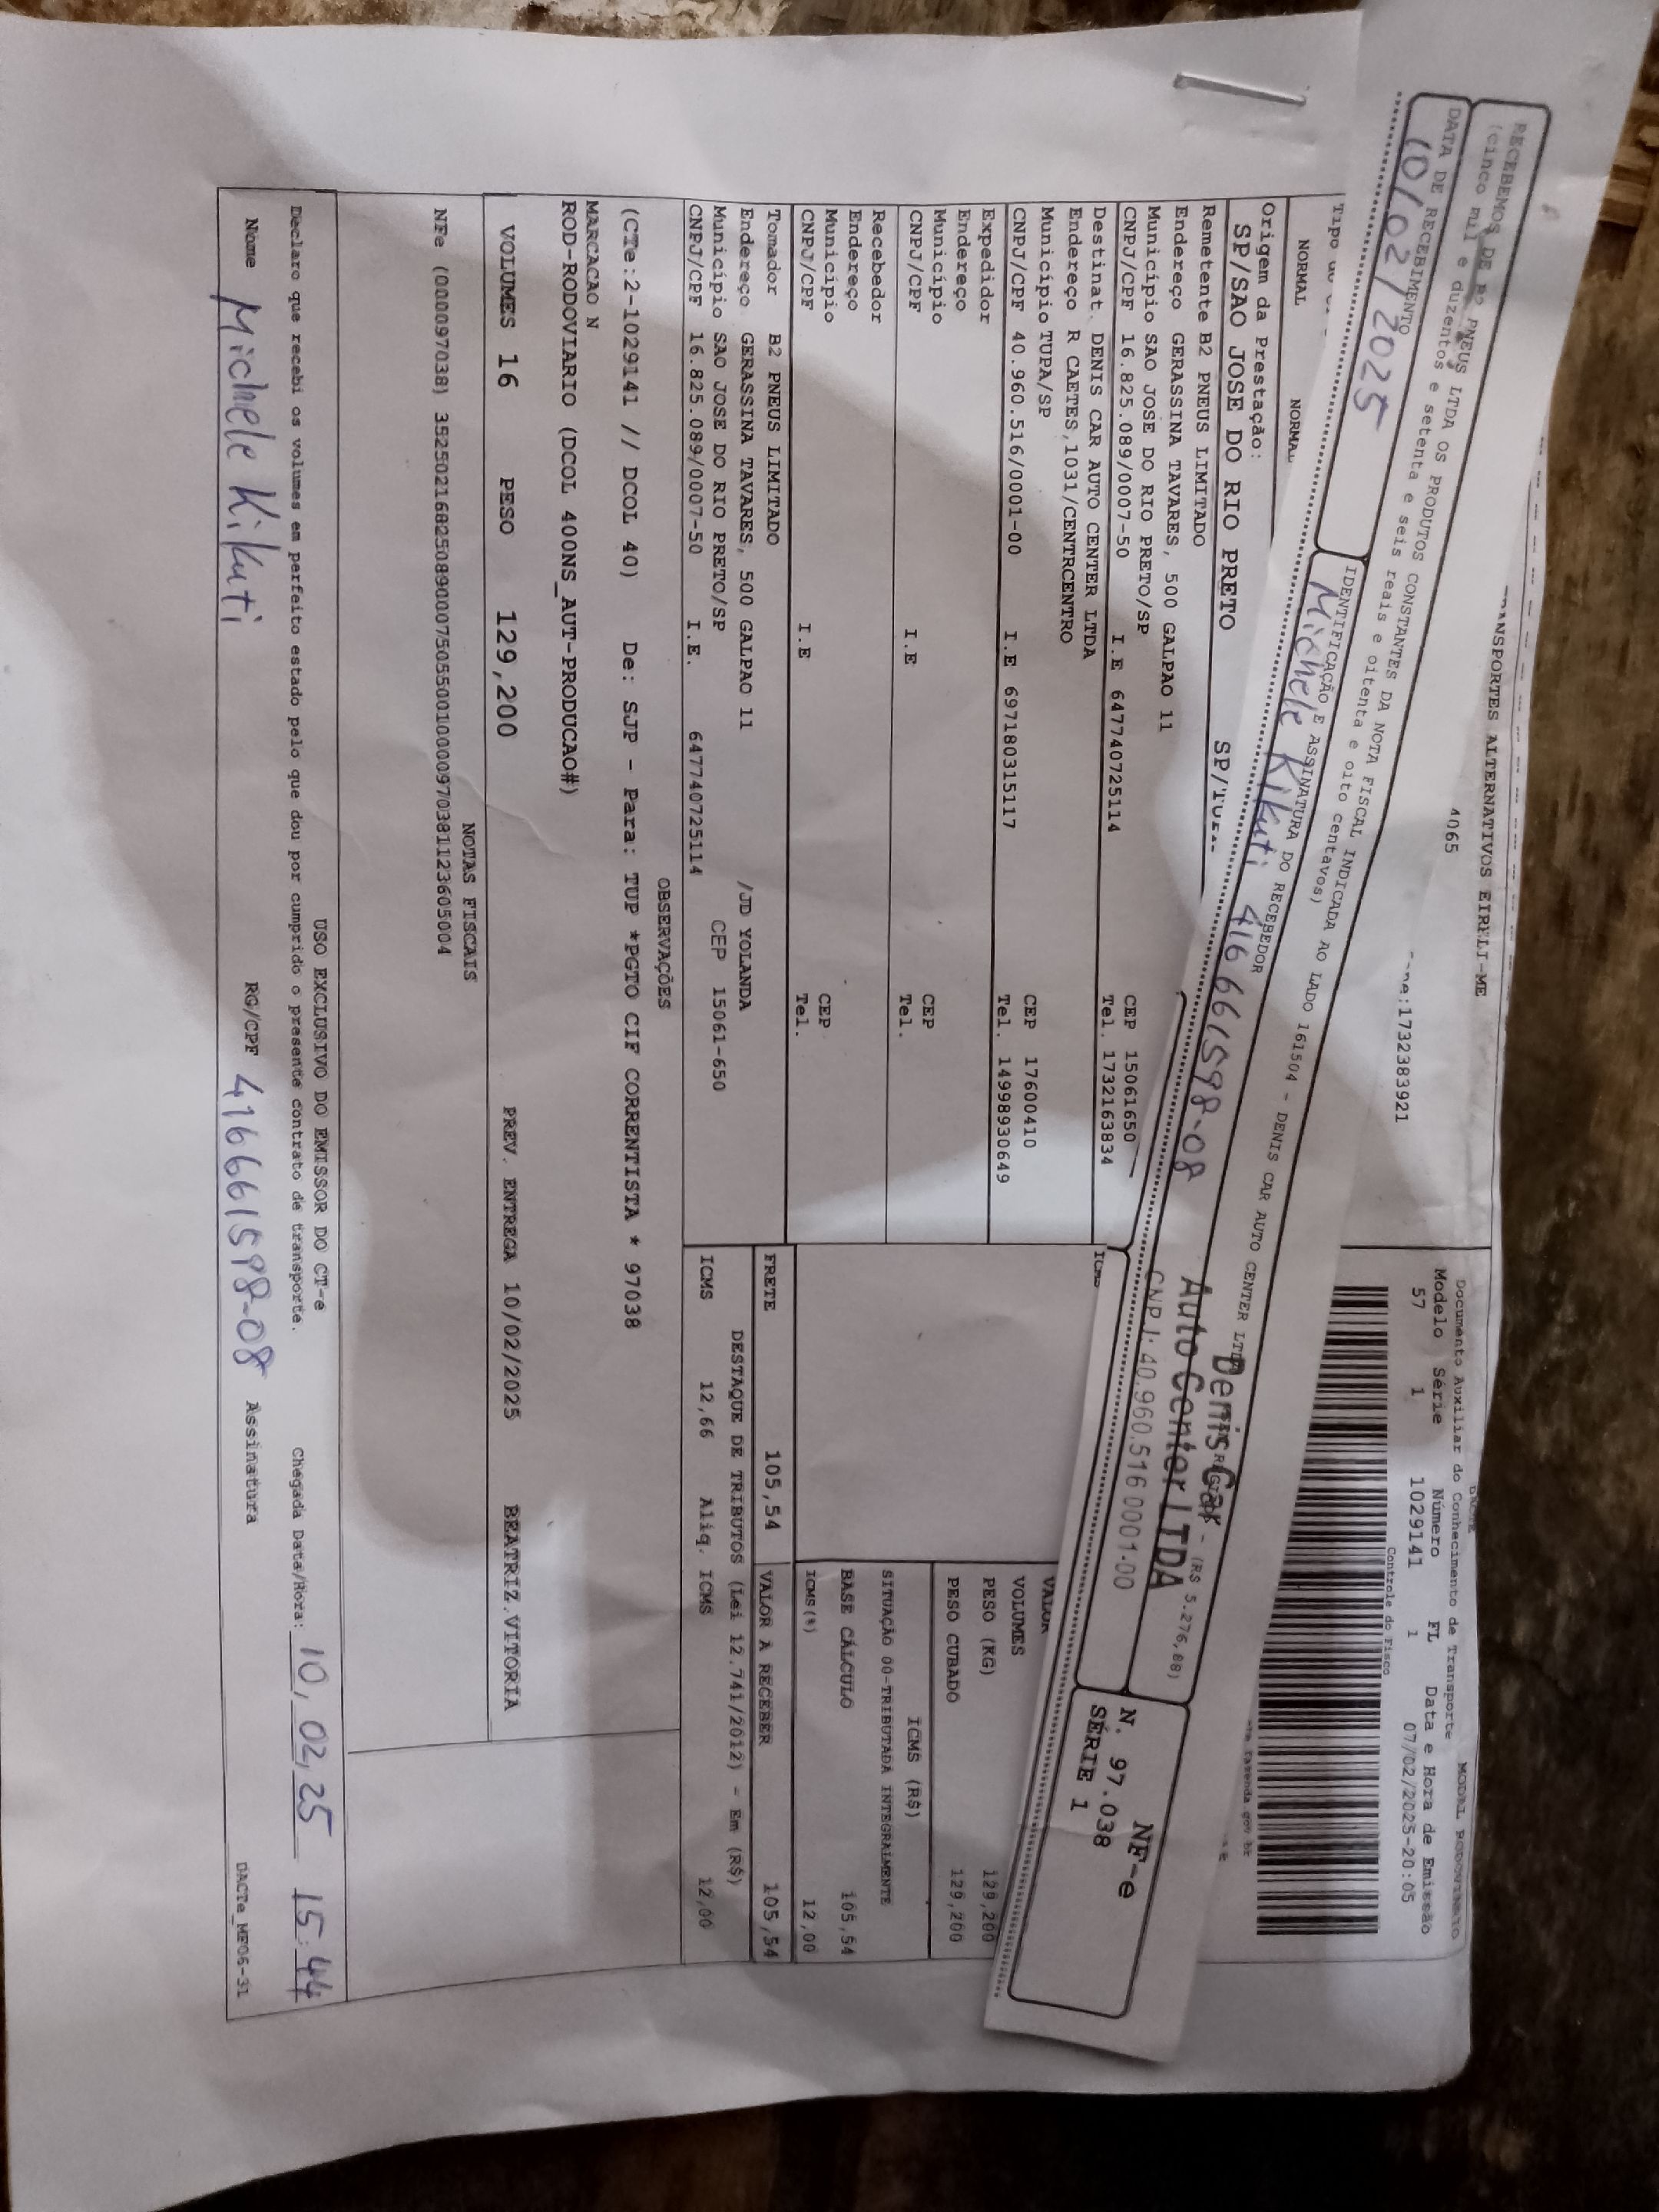 RECEBEMOS DE B2 PNEUS LTDA OS PRODUTOS CONSTANTES DA NOTA FISCAL INDICADA AO LADO 161504 - DENIS CAR AUTO CENTER LTDA
(cinco mil e duzentos e setenta e seis reais e oitenta e oito centavos)
- (R$ 5.276,88)
DATA DE RECEBIMENTO
10/02/2025
IDENTIFICAÇÃO E ASSINATURA DO RECEBEDOR
Michele Kikuti 416661598-08
Denis Car
Auto Center LTDA
CNPJ: 40.960.516 0001-00
NF-e
N. 97.038
SÉRIE 1
TRANSPORTES ALTERNATIVOS EIRELI-ME
4065
:1732383921
Documento Auxiliar do Conhecimento de Transporte
MODAL RODOVIARIO
Modelo Série Número FL Data e Hora de Emissão
57 1 1029141 1 07/02/2025-20:05
Controle do Fisco
NORMAL NORMAL
Origem da Prestação:
SP/SAO JOSE DO RIO PRETO
Remetente B2 PNEUS LIMITADO
Endereço GERASSINA TAVARES, 500 GALPAO 11
Município SAO JOSE DO RIO PRETO/SP CEP 15061650
CNPJ/CPF 16.825.089/0007-50 I.E 647740725114 Tel. 1732163834
Destinat. DENIS CAR AUTO CENTER LTDA
Endereço R CAETES,1031/CENTRCENTRO
Município TUPA/SP CEP 17600410
CNPJ/CPF 40.960.516/0001-00 I.E 697180315117 Tel. 14998930649
Expedidor
Endereço
Município CEP
CNPJ/CPF I.E Tel.
Recebedor
Endereço
Município CEP
CNPJ/CPF I.E Tel.
Tomador B2 PNEUS LIMITADO
Endereço GERASSINA TAVARES, 500 GALPAO 11 /JD YOLANDA
Município SAO JOSE DO RIO PRETO/SP CEP 15061-650
CNPJ/CPF 16.825.089/0007-50 I.E. 647740725114
VOLUMES
PESO (KG) 129,200
PESO CUBADO 129,200
ICMS (R$)
SITUAÇÃO 00-TRIBUTADA INTEGRALMENTE
BASE CÁLCULO 105,54
ICMS(%) 12,00
FRETE 105,54 VALOR A RECEBER 105,54
DESTAQUE DE TRIBUTOS (Lei 12.741/2012) - Em (R$)
ICMS 12,66 Aliq. ICMS 12,00
OBSERVAÇÕES
(CTe:2-1029141 // DCOL 40) De: SJP - Para: TUP *PGTO CIF CORRENTISTA * 97038
MARCACAO N
ROD-RODOVIARIO (DCOL 400NS_AUT-PRODUCAO#)
VOLUMES 16 PESO 129,200 PREV. ENTREGA 10/02/2025 BEATRIZ.VITORIA
NOTAS FISCAIS
NFe (000097038) 35250216825089000750550010000970381123605004
USO EXCLUSIVO DO EMISSOR DO CT-e
Declaro que recebi os volumes em perfeito estado pelo que dou por cumprido o presente contrato de transporte. Chegada Data/Hora: 10, 02, 25 15:44
Nome Michele Kikuti RG/CPF 416661598-08 Assinatura
DACTe_MF06-31